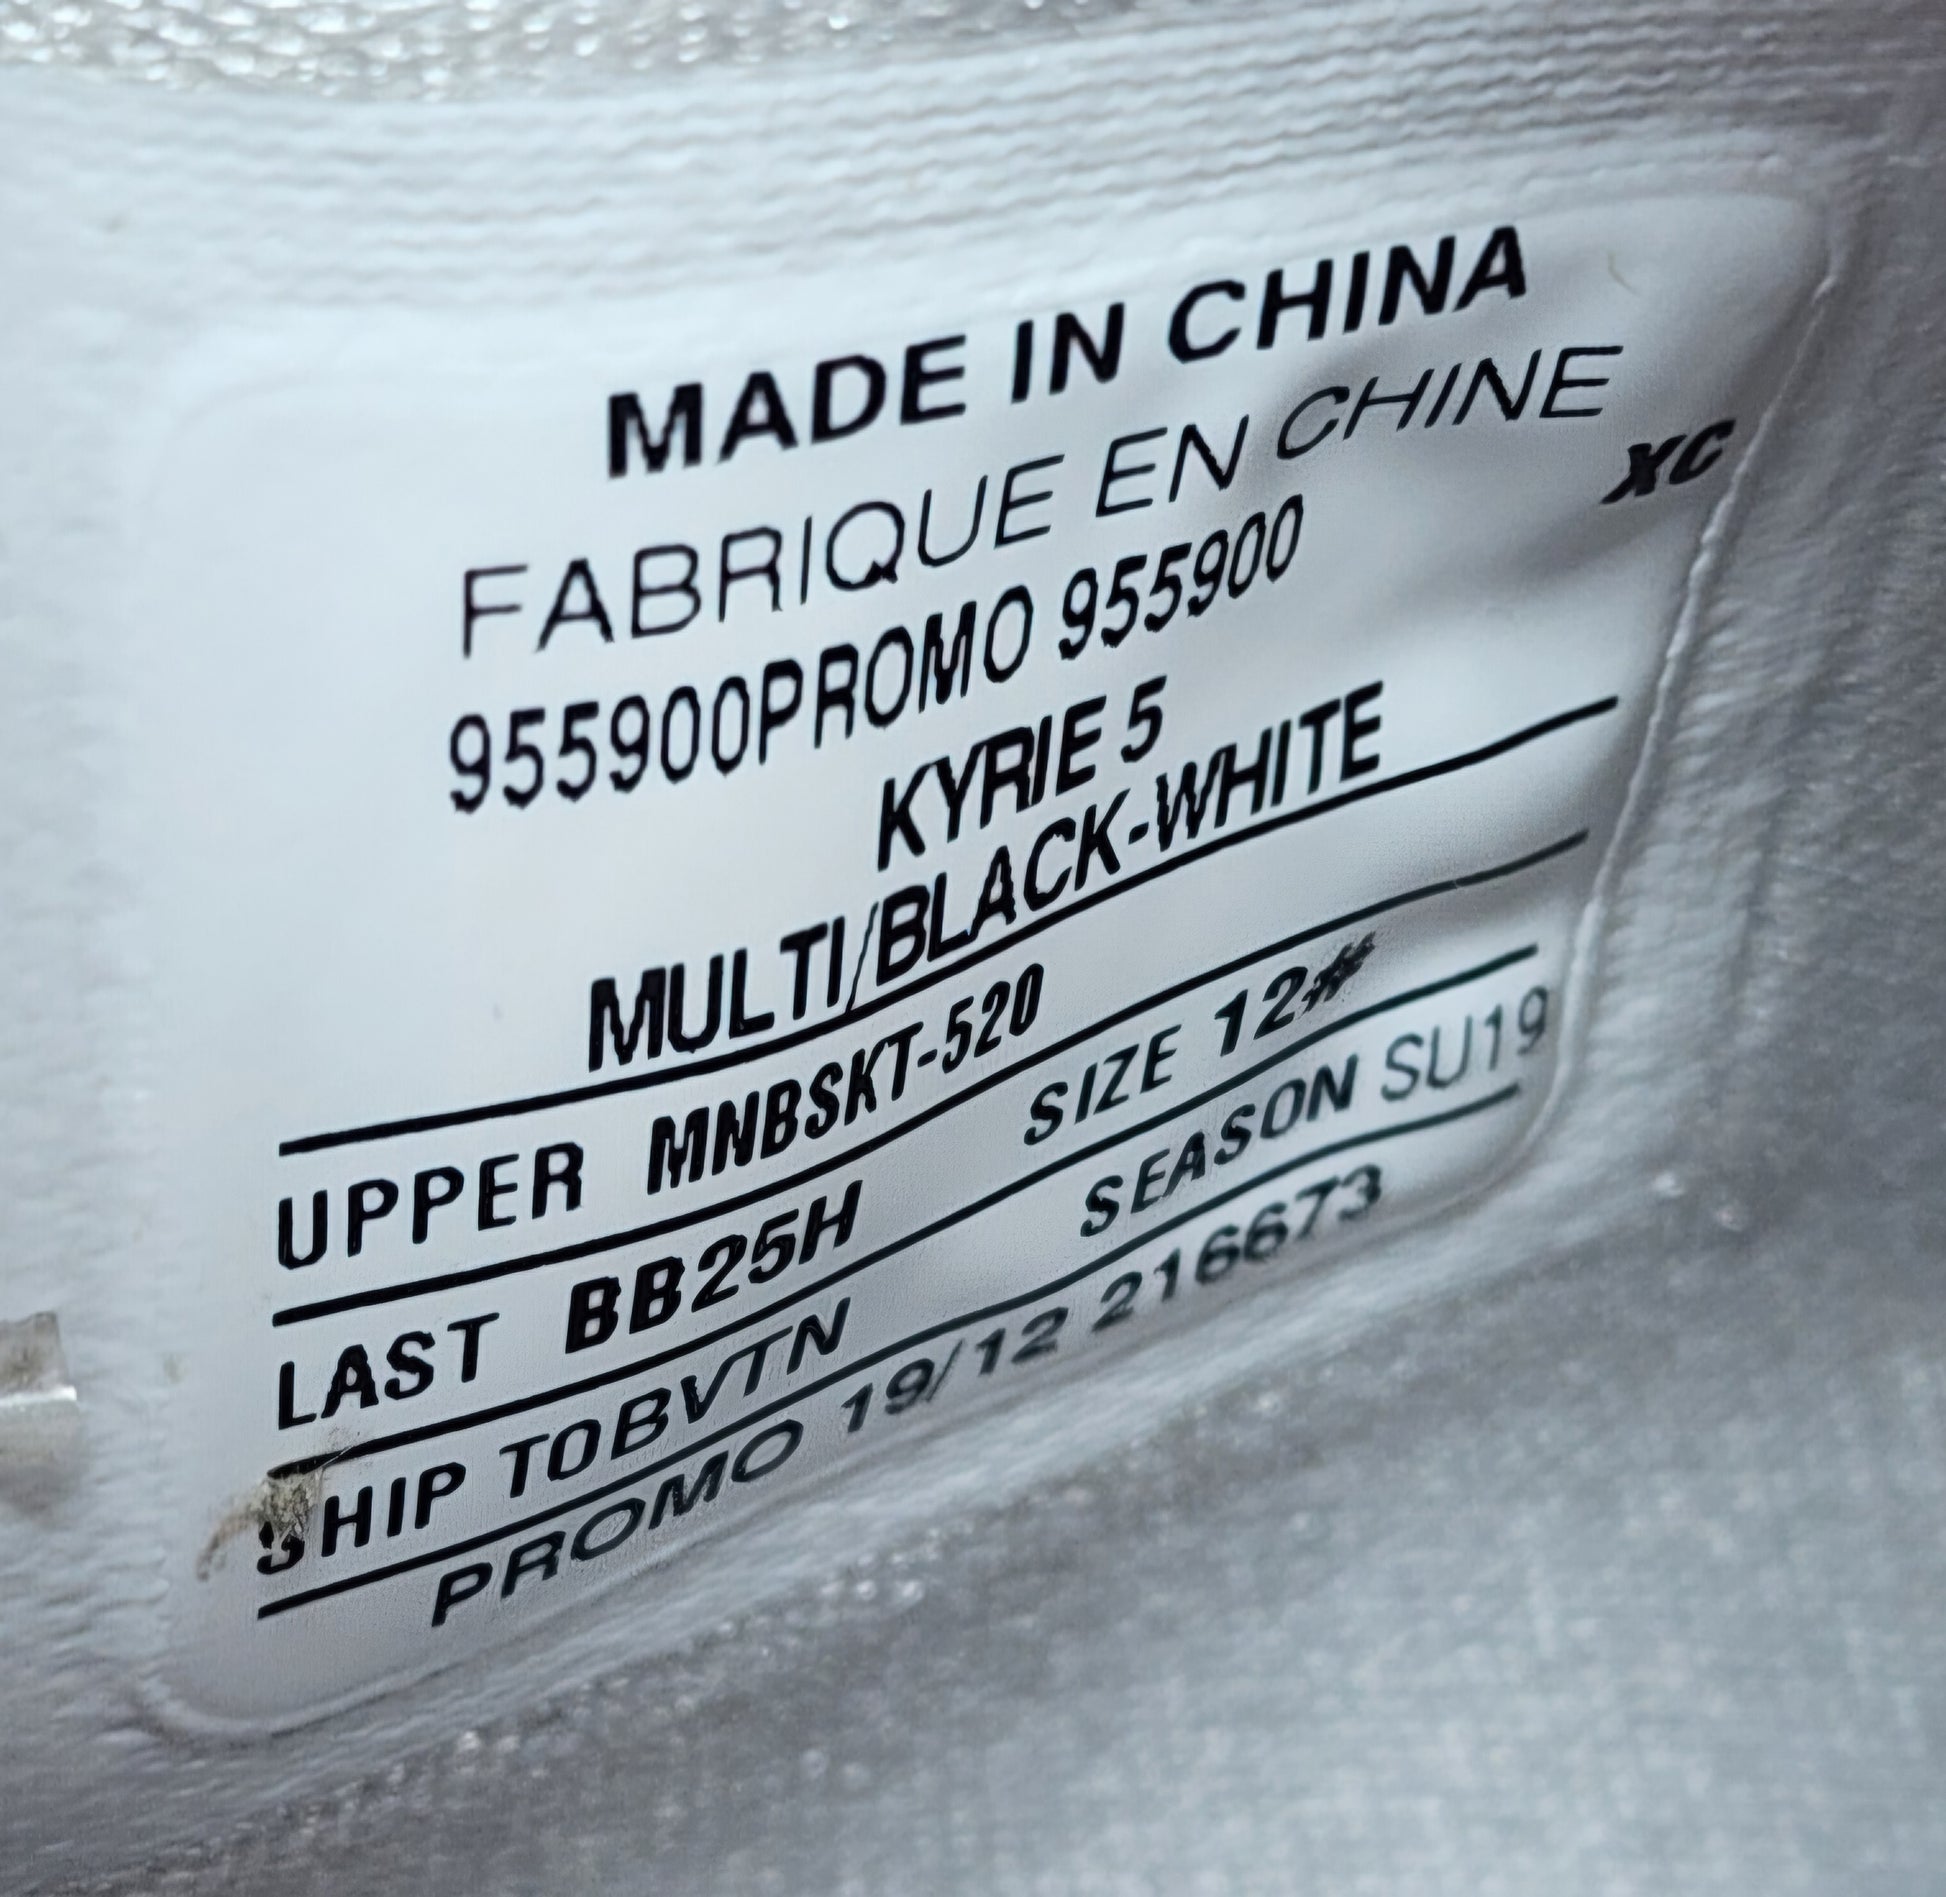 MADE IN CHINA
FABRIQUE EN CHINE
XC
955900PROMO 955900
KYRIE 5
MULTI/BLACK-WHITE
UPPER MNBSKT-520
LAST BB25H SIZE 12#
SHIP TOBVTN SEASON SU19
PROMO 19/12 216673